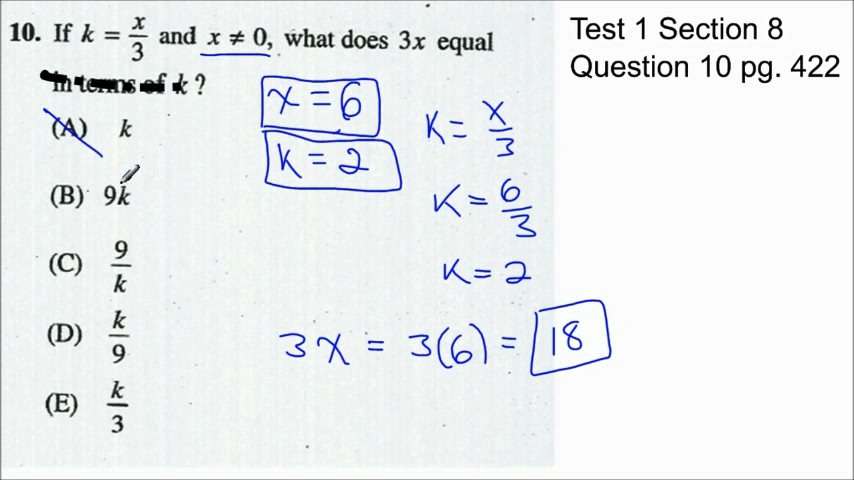 10. If k = x/3 and x ≠ 0, what does 3x equal
in terms of k ?
(A) k
(B) 9k
(C) 9/k
(D) k/9
(E) k/3
x = 6
k = 2
K = x/3
K = 6/3
K = 2
3x = 3(6) = 18
Test 1 Section 8
Question 10 pg. 422